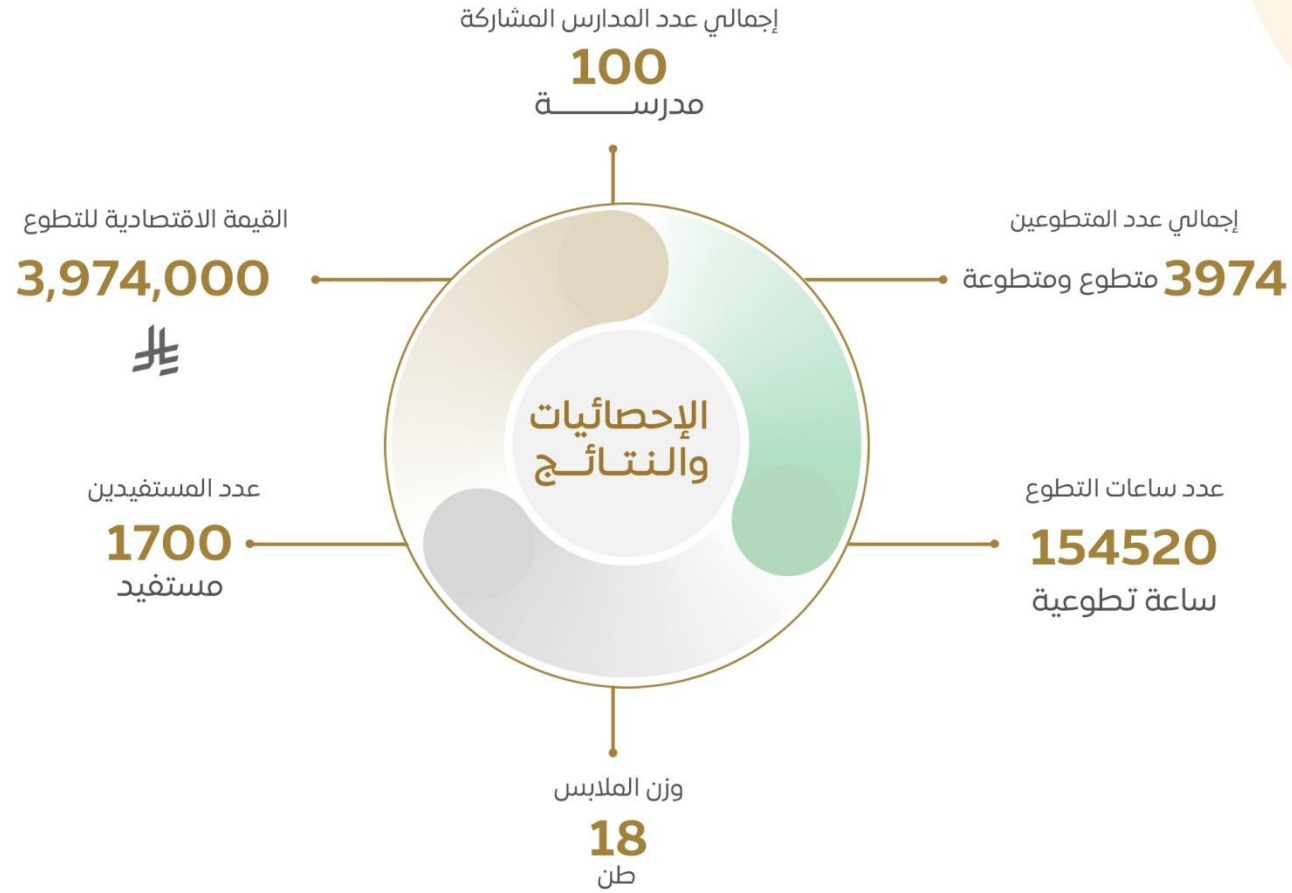 إجمالي عدد المدارس المشاركة
100
مدرســـــــة
إجمالي عدد المتطوعين
3974 متطوع ومتطوعة
القيمة الاقتصادية للتطوع
3,974,000
⃁
الإحصائيات
والنتـائــج
عدد ساعات التطوع
154520
ساعة تطوعية
عدد المستفيدين
1700
مستفيد
وزن الملابس
18
طن